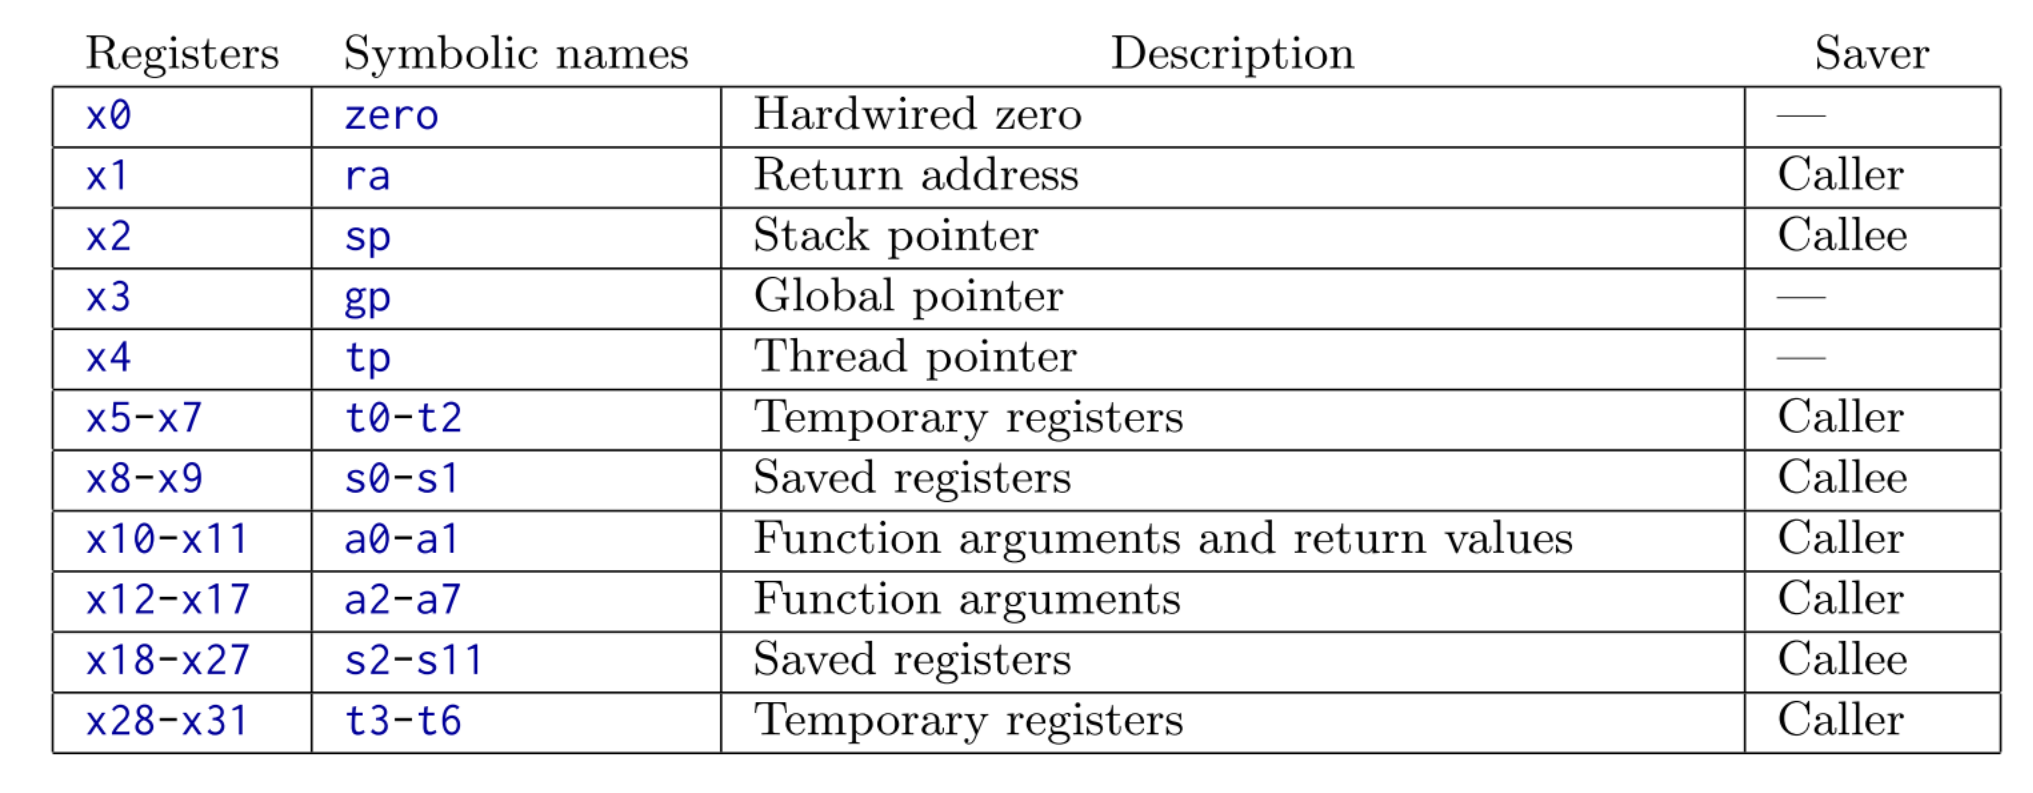 Registers Symbolic names Description Saver
x0 zero Hardwired zero —
x1 ra Return address Caller
x2 sp Stack pointer Callee
x3 gp Global pointer —
x4 tp Thread pointer —
x5-x7 t0-t2 Temporary registers Caller
x8-x9 s0-s1 Saved registers Callee
x10-x11 a0-a1 Function arguments and return values Caller
x12-x17 a2-a7 Function arguments Caller
x18-x27 s2-s11 Saved registers Callee
x28-x31 t3-t6 Temporary registers Caller